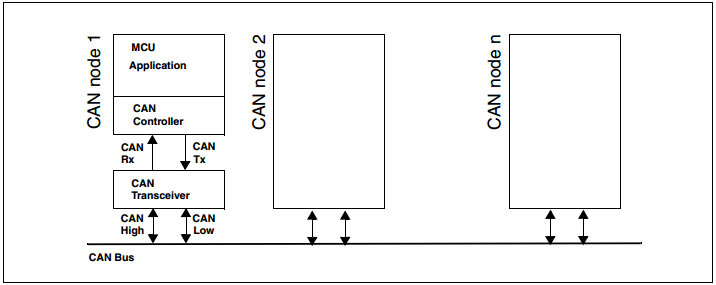 CAN node 1
MCU
Application
CAN
Controller
CAN
Rx
CAN
Tx
CAN
Transceiver
CAN
High
CAN
Low
CAN node 2
CAN node n
CAN Bus